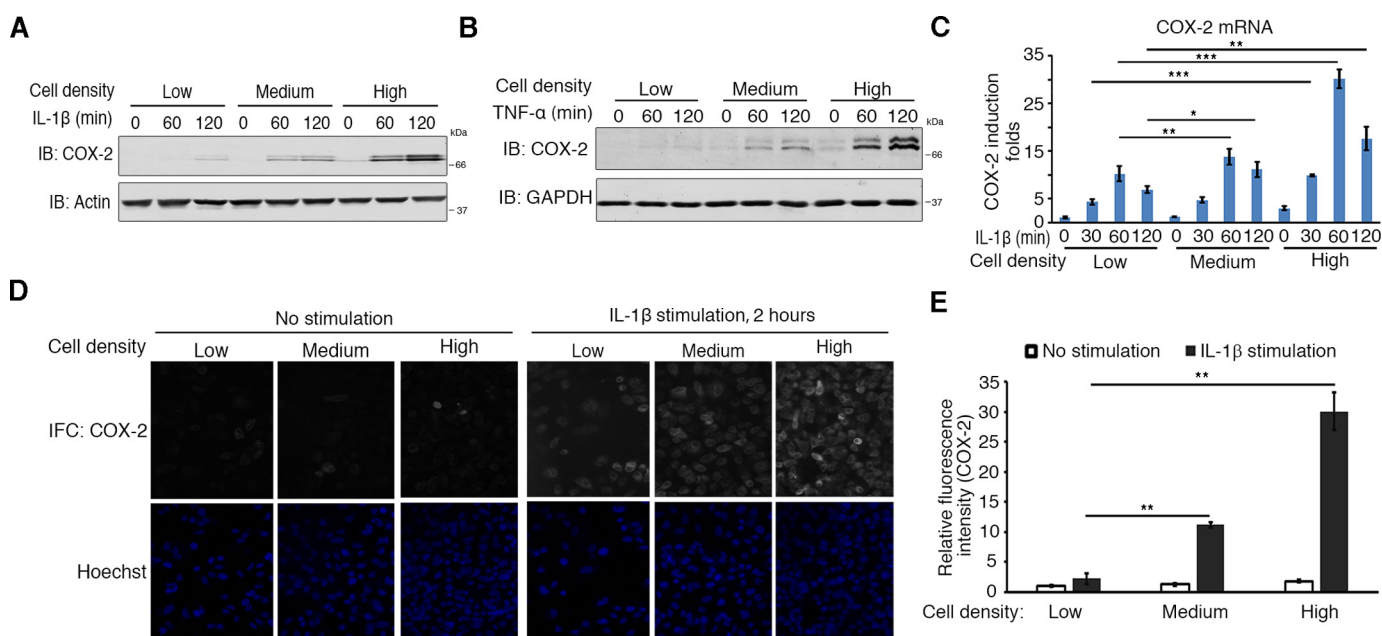 A
Cell density
Low Medium High
IL-1β (min) 0 60 120 0 60 120 0 60 120
kDa
IB: COX-2
66
IB: Actin
37
B
Cell density
Low Medium High
TNF-α (min) 0 60 120 0 60 120 0 60 120
kDa
IB: COX-2
66
IB: GAPDH
37
C
COX-2 mRNA
COX-2 induction
folds
35
25
15
5
0
**
***
***
*
**
IL-1β (min) 0 30 60 120 0 30 60 120 0 30 60 120
Cell density Low Medium High
D
No stimulation IL-1β stimulation, 2 hours
Cell density Low Medium High Low Medium High
IFC: COX-2
Hoechst
E
No stimulation IL-1β stimulation
Relative fluorescence
intensity (COX-2)
35
30
25
20
15
10
5
0
**
**
Cell density: Low Medium High